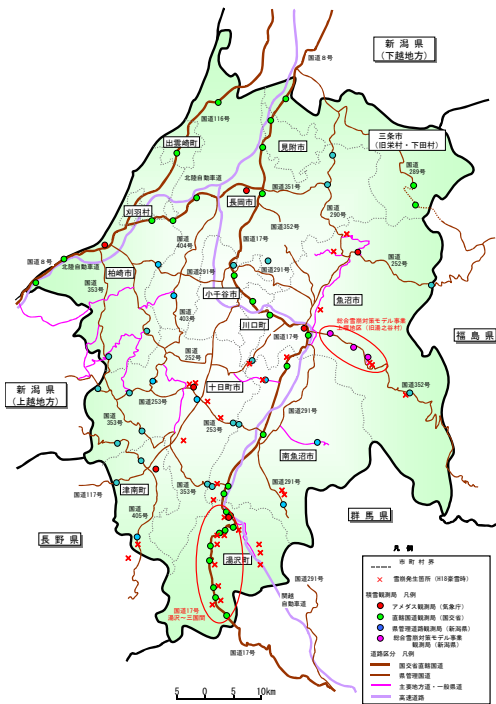 国道８号
新 潟 県
(下越地方)
国道116号
出雲崎町
見附市
三条市
(旧栄村・下田村)
国道
289号
北陸自動車道
国道351号
長岡市
国道
290号
刈羽村
国道352号
国道
404号
国道17号
国道
252号
国道８号
北陸自動車道
国道
353号
柏崎市
国道291号
国道291号
小千谷市
魚沼市
国道
403号
川口町
総合雪崩対策モデル事業
上越地区（旧湯之谷村）
福 島 県
国道
252号
国道17号
新 潟 県
(上越地方)
十日町市
国道352号
国道253号
国道
353号
国道
253号
国道291号
南魚沼市
国道117号
津南町
国道353号
国道291号
国道
405号
群 馬 県
長 野 県
湯沢町
国道17号
湯沢～三国間
関越
自動車道
国道291号
国道17号
凡 例
市 町 村 界
雪崩発生箇所（H18豪雪時）
積雪観測局 凡例
アメダス観測局（気象庁）
直轄国道観測局（国交省）
県管理道路観測局（新潟県）
総合雪崩対策モデル事業
観測局（新潟県）
道路区分 凡例
国交省直轄国道
県管理国道
主要地方道・一般県道
高速道路
5 0 5 10km